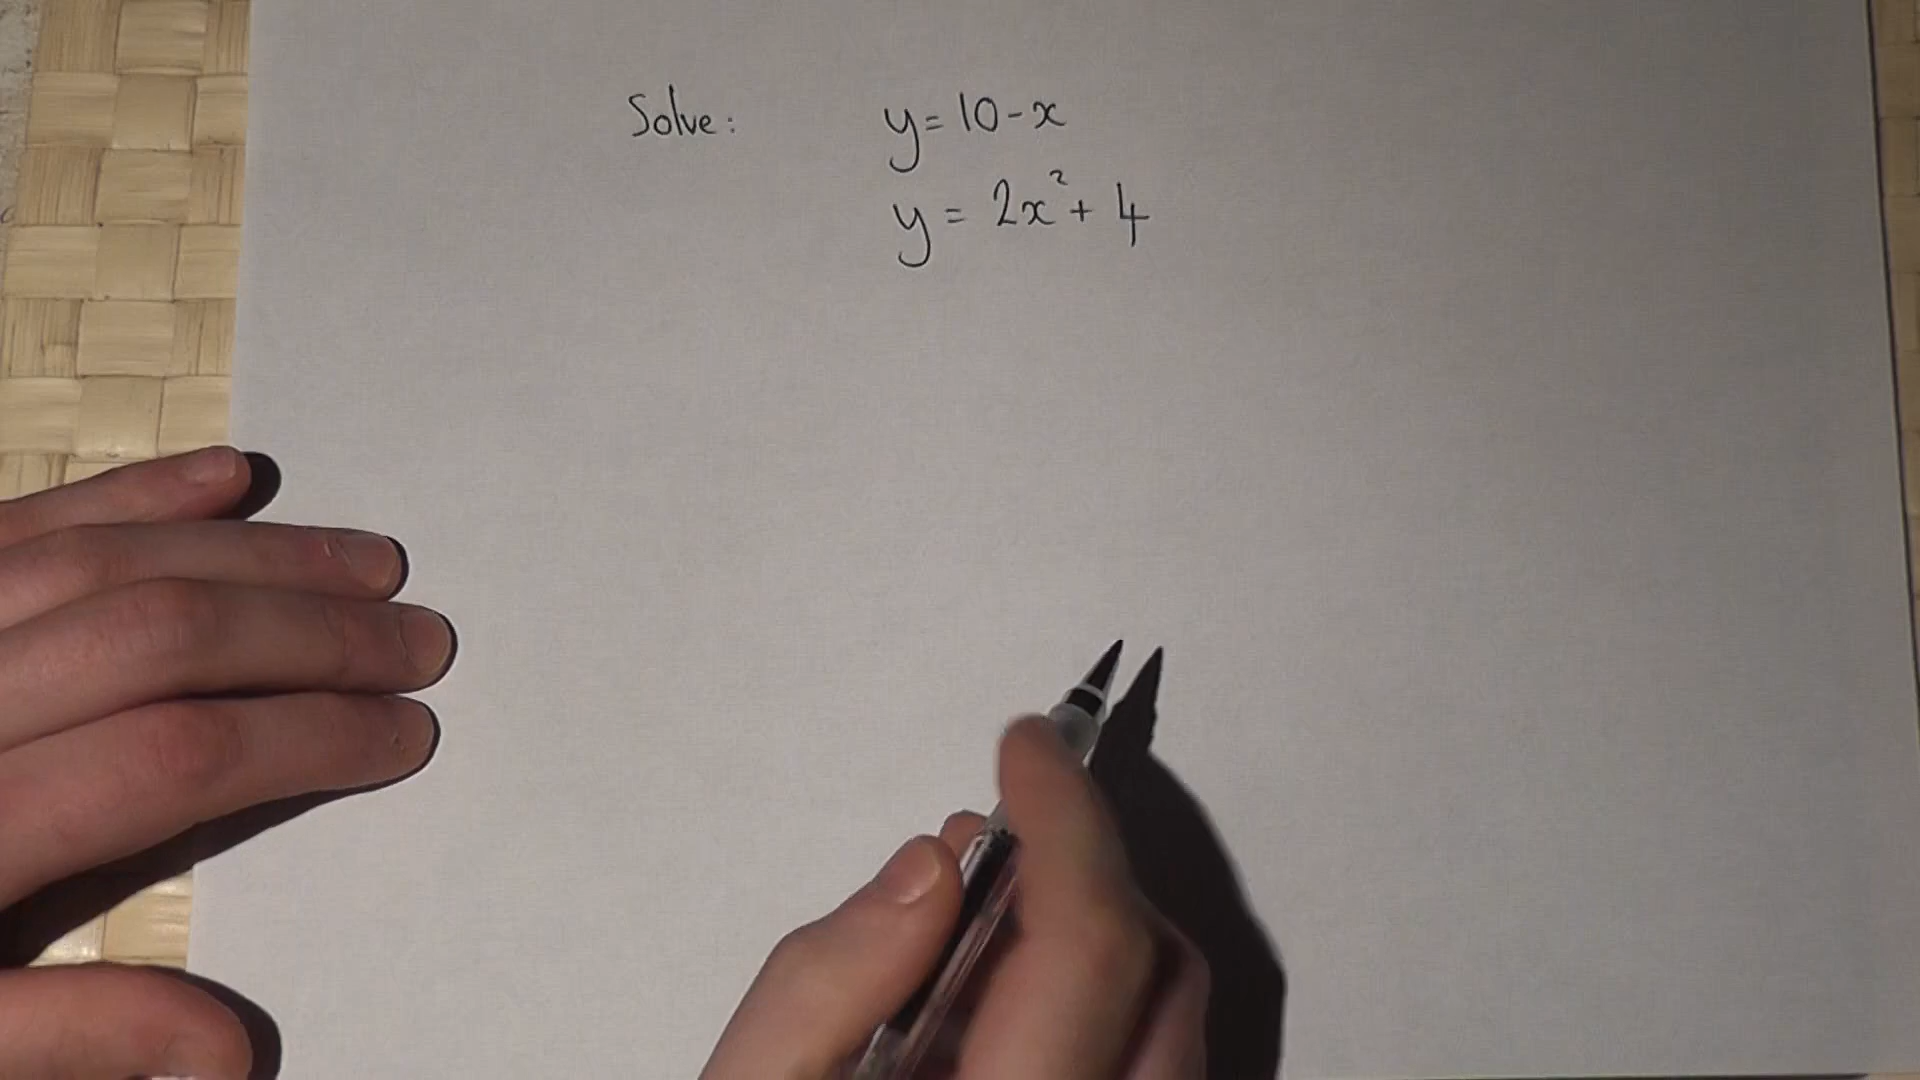 Solve: y = 10 - x
y = 2x² + 4